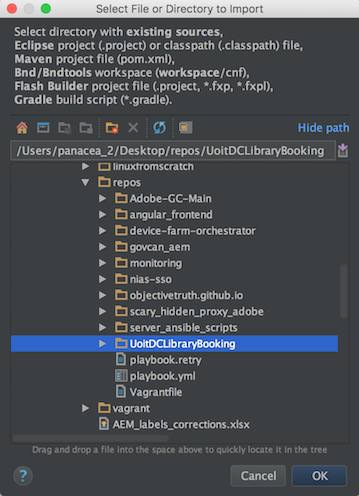 Select File or Directory to Import
Select directory with existing sources,
Eclipse project (.project) or classpath (.classpath) file,
Maven project file (pom.xml),
Bnd/Bndtools workspace (workspace/cnf),
Flash Builder project file (.project, *.fxp, *.fxpl),
Gradle build script (*.gradle).
Hide path
/Users/panacea_2/Desktop/repos/UoitDCLibraryBooking
linuxfromscratch
repos
Adobe-GC-Main
angular_frontend
device-farm-orchestrator
govcan_aem
monitoring
nias-sso
objectivetruth.github.io
scary_hidden_proxy_adobe
server_ansible_scripts
UoitDCLibraryBooking
playbook.retry
playbook.yml
Vagrantfile
vagrant
AEM_labels_corrections.xlsx
Drag and drop a file into the space above to quickly locate it in the tree
?
Cancel
OK